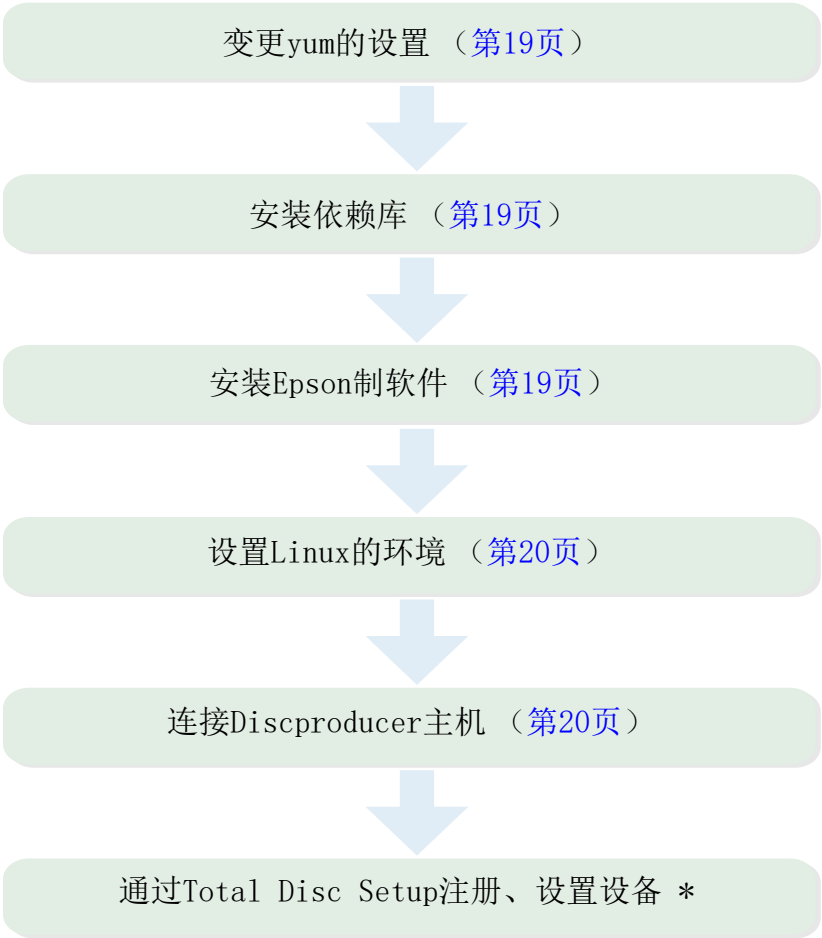 变更yum的设置 （第19页）
安装依赖库 （第19页）
安装Epson制软件 （第19页）
设置Linux的环境 （第20页）
连接Discproducer主机 （第20页）
通过Total Disc Setup注册、设置设备 *